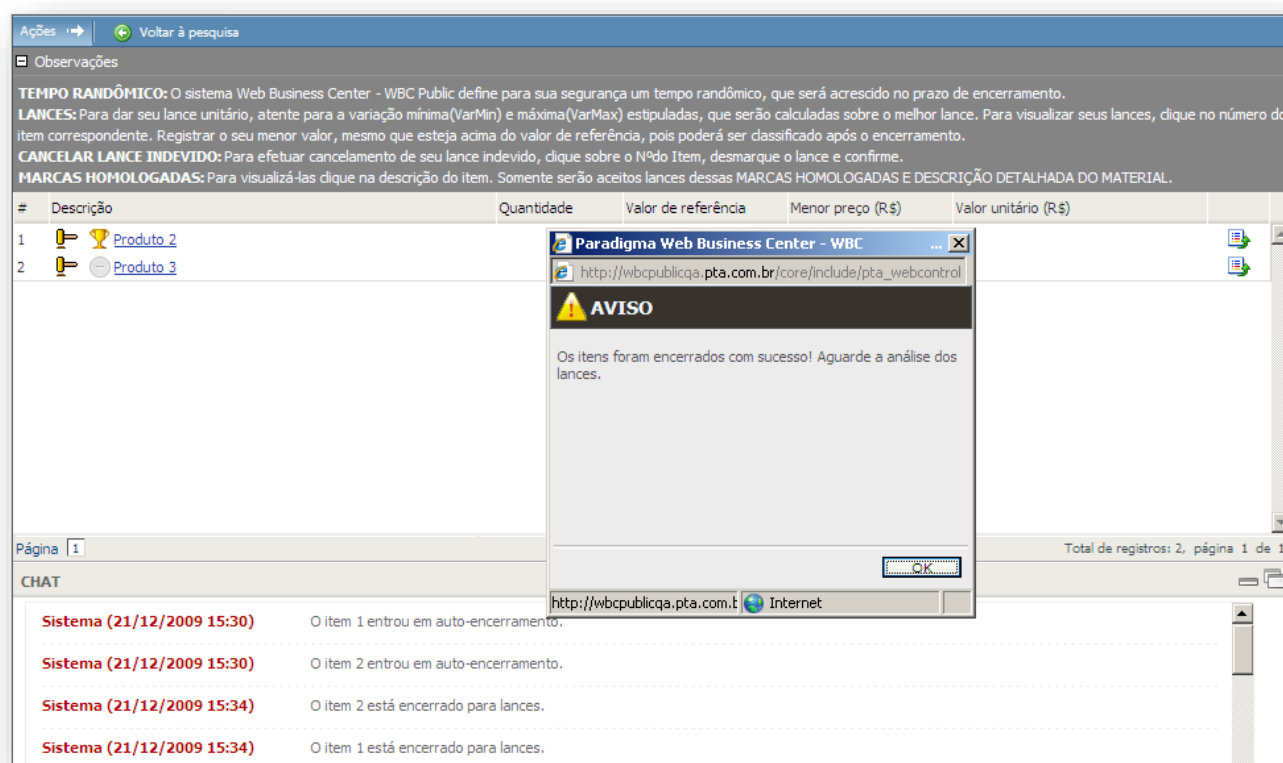 Ações
Voltar à pesquisa
Observações
TEMPO RANDÔMICO: O sistema Web Business Center - WBC Public define para sua segurança um tempo randômico, que será acrescido no prazo de encerramento.
LANCES: Para dar seu lance unitário, atente para a variação mínima(VarMin) e máxima(VarMax) estipuladas, que serão calculadas sobre o melhor lance. Para visualizar seus lances, clique no número do
item correspondente. Registrar o seu menor valor, mesmo que esteja acima do valor de referência, pois poderá ser classificado após o encerramento.
CANCELAR LANCE INDEVIDO: Para efetuar cancelamento de seu lance indevido, clique sobre o Nºdo Item, desmarque o lance e confirme.
MARCAS HOMOLOGADAS: Para visualizá-las clique na descrição do item. Somente serão aceitos lances dessas MARCAS HOMOLOGADAS E DESCRIÇÃO DETALHADA DO MATERIAL.
# Descrição Quantidade Valor de referência Menor preço (R$) Valor unitário (R$)
1 Produto 2
2 Produto 3
Paradigma Web Business Center - WBC ...
http://wbcpublicqa.pta.com.br/core/include/pta_webcontrol
AVISO
Os itens foram encerrados com sucesso! Aguarde a análise dos
lances.
OK
http://wbcpublicqa.pta.com.b Internet
Página 1 Total de registros: 2, página 1 de 1
CHAT
Sistema (21/12/2009 15:30) O item 1 entrou em auto-encerramento.
Sistema (21/12/2009 15:30) O item 2 entrou em auto-encerramento.
Sistema (21/12/2009 15:34) O item 2 está encerrado para lances.
Sistema (21/12/2009 15:34) O item 1 está encerrado para lances.